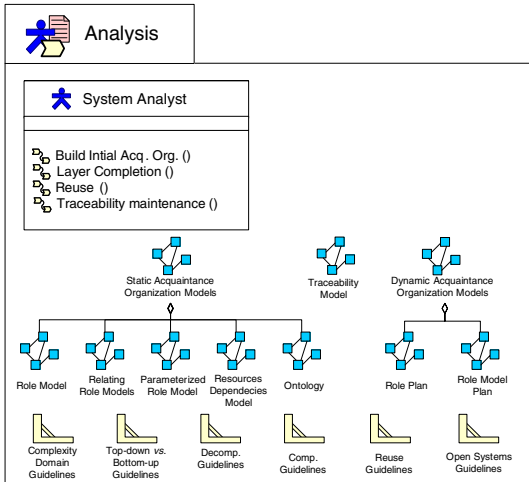 Analysis
System Analyst
Build Intial Acq. Org. ()
Layer Completion ()
Reuse ()
Traceability maintenance ()
Static Acquaintance
Organization Models
Traceability
Model
Dynamic Acquaintance
Organization Models
Role Model
Relating
Role Models
Parameterized
Role Model
Resources
Dependecies
Model
Ontology
Role Plan
Role Model
Plan
Complexity
Domain
Guidelines
Top-down vs.
Bottom-up
Guidelines
Decomp.
Guidelines
Comp.
Guidelines
Reuse
Guidelines
Open Systems
Guidelines